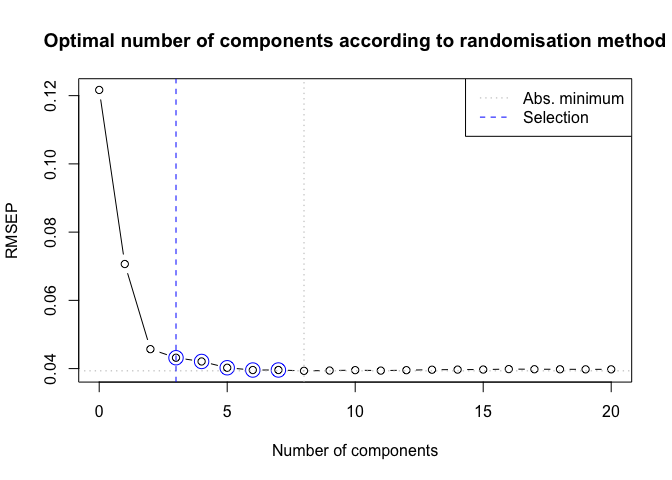 Optimal number of components according to randomisation method
Abs. minimum
Selection
RMSEP
0.12
0.10
0.08
0.06
0.04
0 5 10 15 20
Number of components